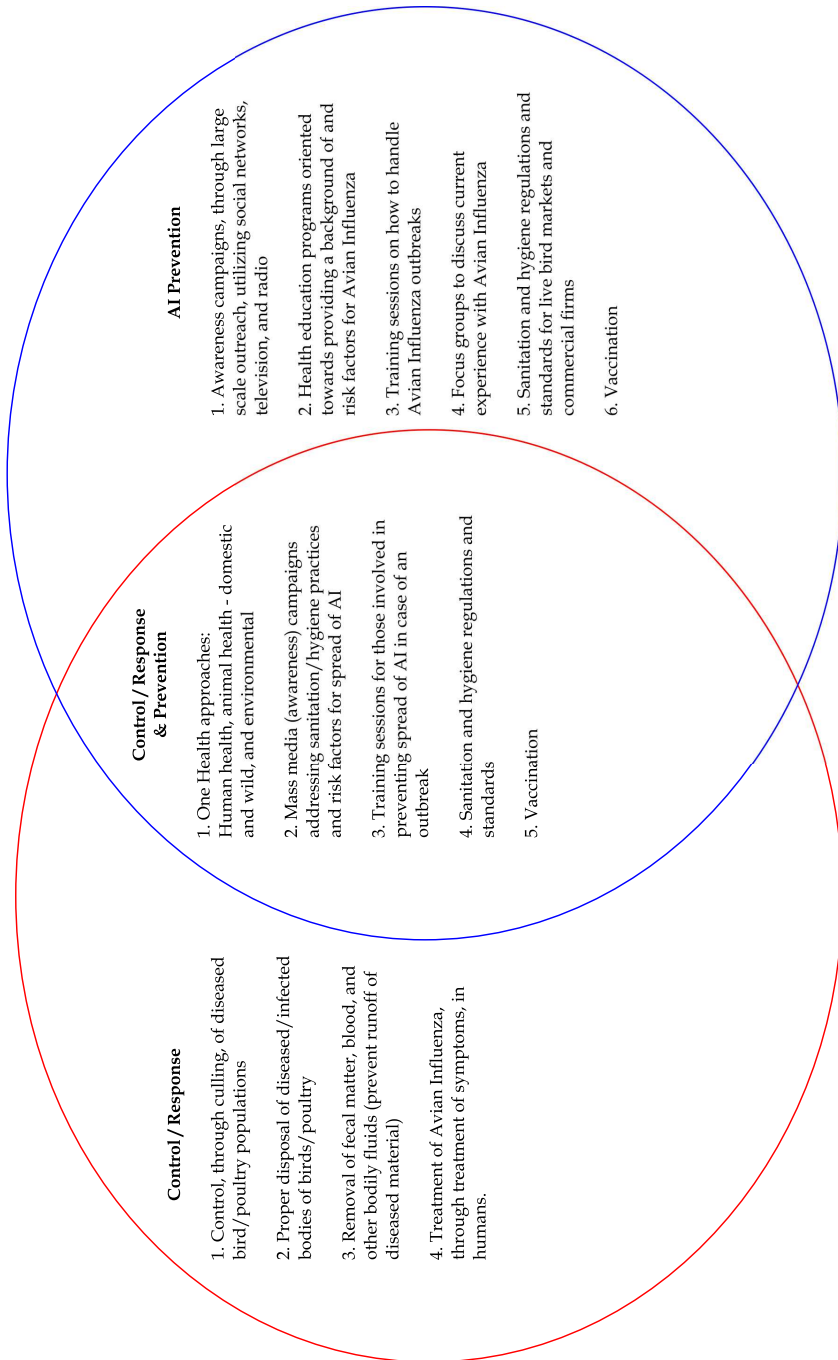 Control / Response
1. Control, through culling, of diseased
bird/poultry populations
2. Proper disposal of diseased/infected
bodies of birds/poultry
3. Removal of fecal matter, blood, and
other bodily fluids (prevent runoff of
diseased material)
4. Treatment of Avian Influenza,
through treatment of symptoms, in
humans.
Control / Response
& Prevention
1. One Health approaches:
Human health, animal health - domestic
and wild, and environmental
2. Mass media (awareness) campaigns
addressing sanitation/hygiene practices
and risk factors for spread of AI
3. Training sessions for those involved in
preventing spread of AI in case of an
outbreak
4. Sanitation and hygiene regulations and
standards
5. Vaccination
AI Prevention
1. Awareness campaigns, through large
scale outreach, utilizing social networks,
television, and radio
2. Health education programs oriented
towards providing a background of and
risk factors for Avian Influenza
3. Training sessions on how to handle
Avian Influenza outbreaks
4. Focus groups to discuss current
experience with Avian Influenza
5. Sanitation and hygiene regulations and
standards for live bird markets and
commercial firms
6. Vaccination